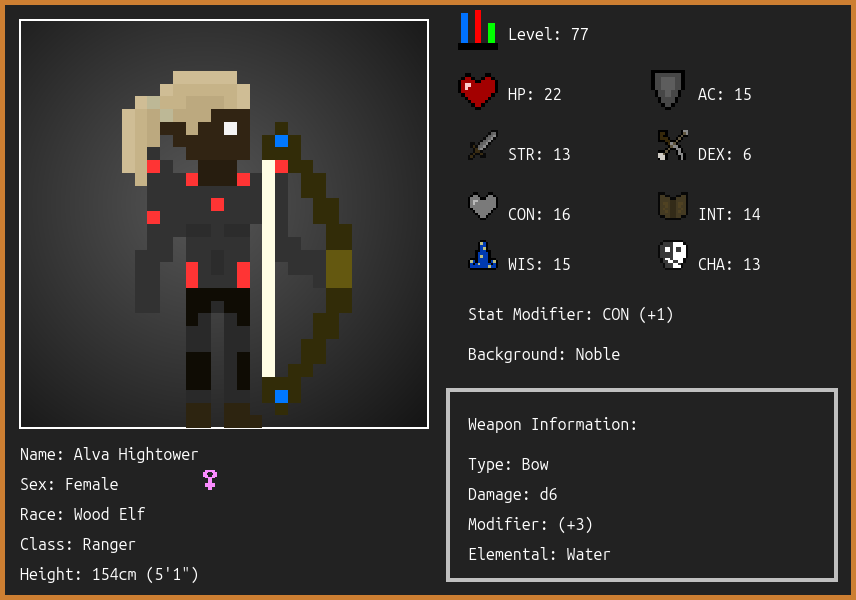 Level: 77
HP: 22
AC: 15
STR: 13
DEX: 6
CON: 16
INT: 14
WIS: 15
CHA: 13
Stat Modifier: CON (+1)
Background: Noble
Weapon Information:
Type: Bow
Damage: d6
Modifier: (+3)
Elemental: Water
Name: Alva Hightower
Sex: Female
Race: Wood Elf
Class: Ranger
Height: 154cm (5'1")